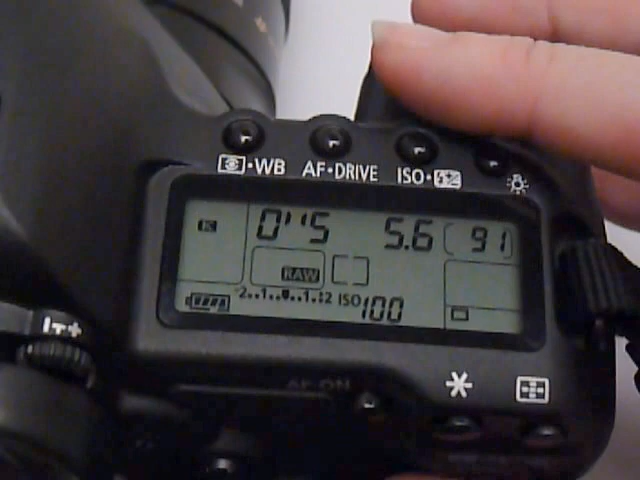 WB AF•DRIVE ISO•
K 0"5 5.6 [91]
RAW
-2..1..0..1..:2 ISO 100
AF-ON